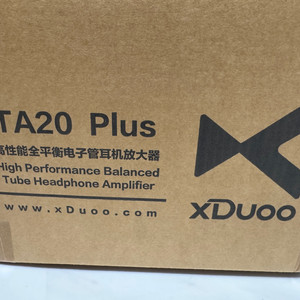 TA20 Plus
高性能全平衡电子管耳机放大器
High Performance Balanced
Tube Headphone Amplifier
www.xDuoo.com
xDuoo